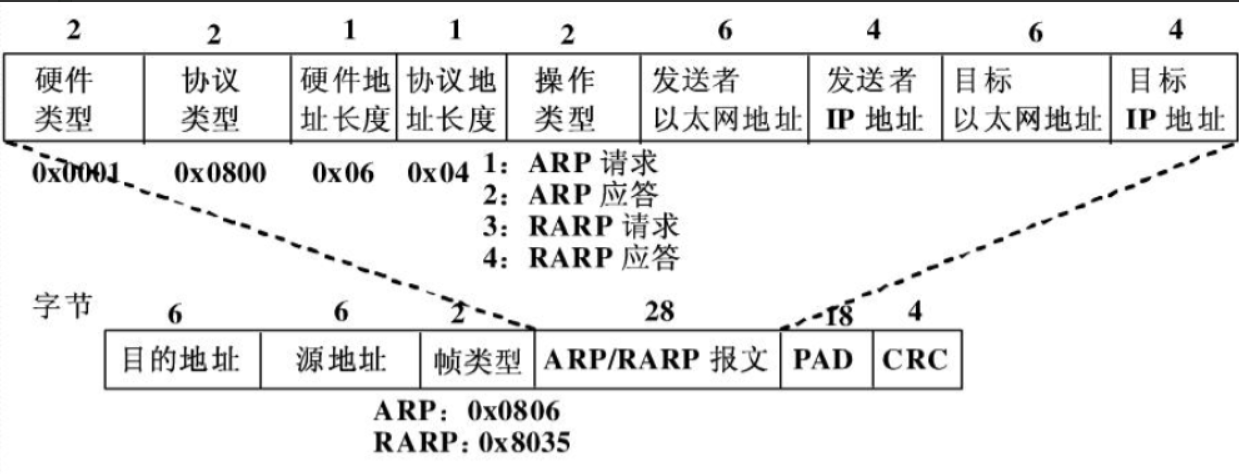 2 2 1 1 2 6 4 6 4
硬件 协议 硬件地 协议地 操作 发送者 发送者 目标 目标
类型 类型 址长度 址长度 类型 以太网地址 IP 地址 以太网地址 IP 地址
0x0001 0x0800 0x06 0x04 1：ARP 请求
2：ARP 应答
3：RARP 请求
4：RARP 应答
字节 6 6 2 28 18 4
目的地址 源地址 帧类型 ARP/RARP 报文 PAD CRC
ARP：0x0806
RARP：0x8035